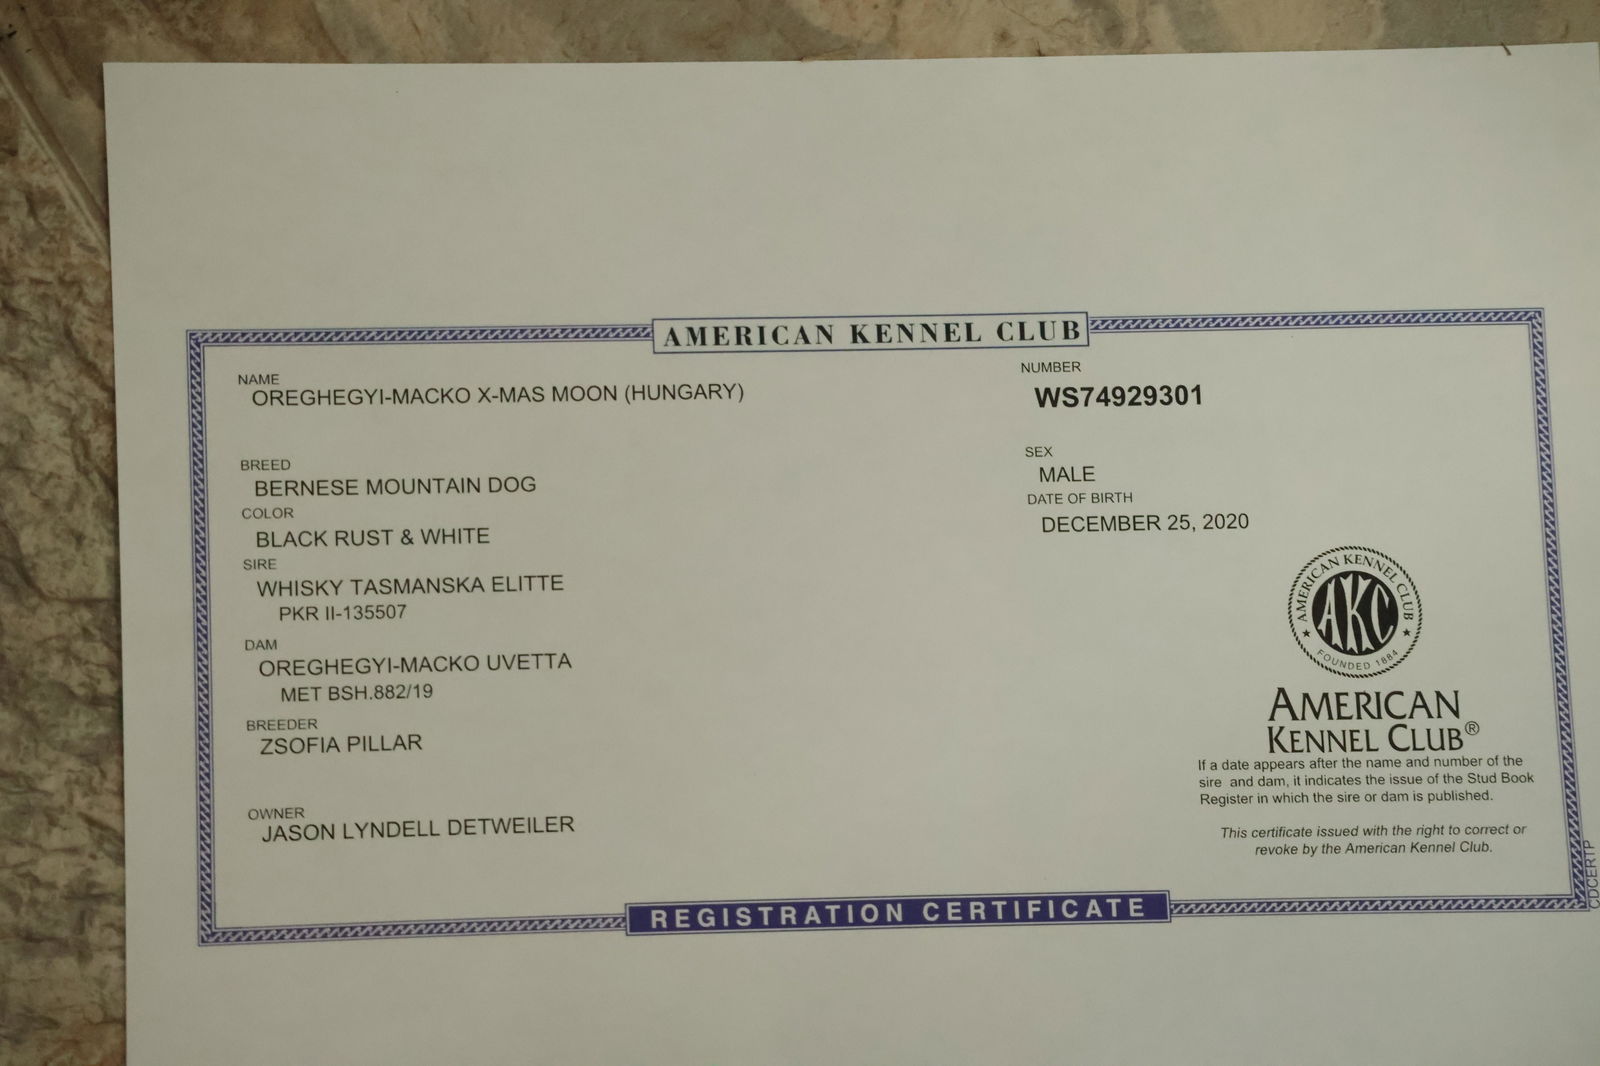 AMERICAN KENNEL CLUB
NAME
OREGHEGYI-MACKO X-MAS MOON (HUNGARY)
NUMBER
WS74929301
BREED
BERNESE MOUNTAIN DOG
SEX
MALE
COLOR
BLACK RUST & WHITE
DATE OF BIRTH
DECEMBER 25, 2020
SIRE
WHISKY TASMANSKA ELITTE
PKR II-135507
DAM
OREGHEGYI-MACKO UVETTA
MET BSH.882/19
BREEDER
ZSOFIA PILLAR
OWNER
JASON LYNDELL DETWEILER
AMERICAN KENNEL CLUB
AKC
FOUNDED 1884
AMERICAN
KENNEL CLUB®
If a date appears after the name and number of the
sire and dam, it indicates the issue of the Stud Book
Register in which the sire or dam is published.
This certificate issued with the right to correct or
revoke by the American Kennel Club.
CDCERTP
REGISTRATION CERTIFICATE